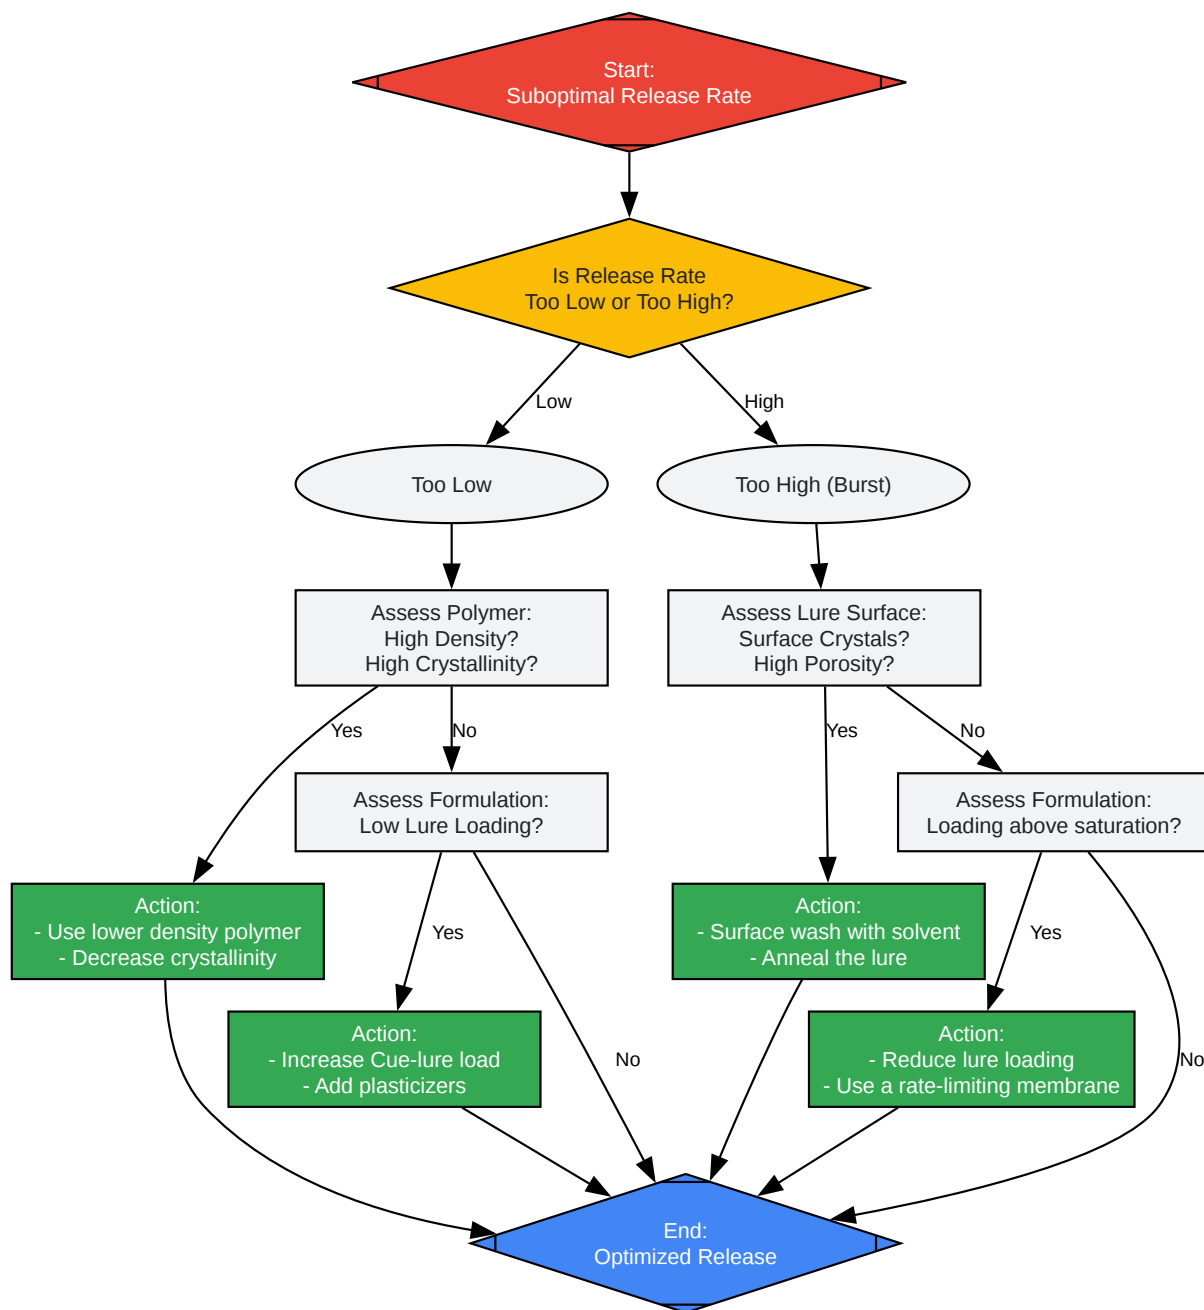 Start:
Suboptimal Release Rate
Is Release Rate
Too Low or Too High?
Low
High
Too Low
Too High (Burst)
Assess Polymer:
High Density?
High Crystallinity?
Assess Lure Surface:
Surface Crystals?
High Porosity?
Yes
No
Yes
No
Assess Formulation:
Low Lure Loading?
Assess Formulation:
Loading above saturation?
Action:
- Use lower density polymer
- Decrease crystallinity
Yes
Action:
- Surface wash with solvent
- Anneal the lure
Yes
Action:
- Increase Cue-lure load
- Add plasticizers
No
Action:
- Reduce lure loading
- Use a rate-limiting membrane
No
End:
Optimized Release